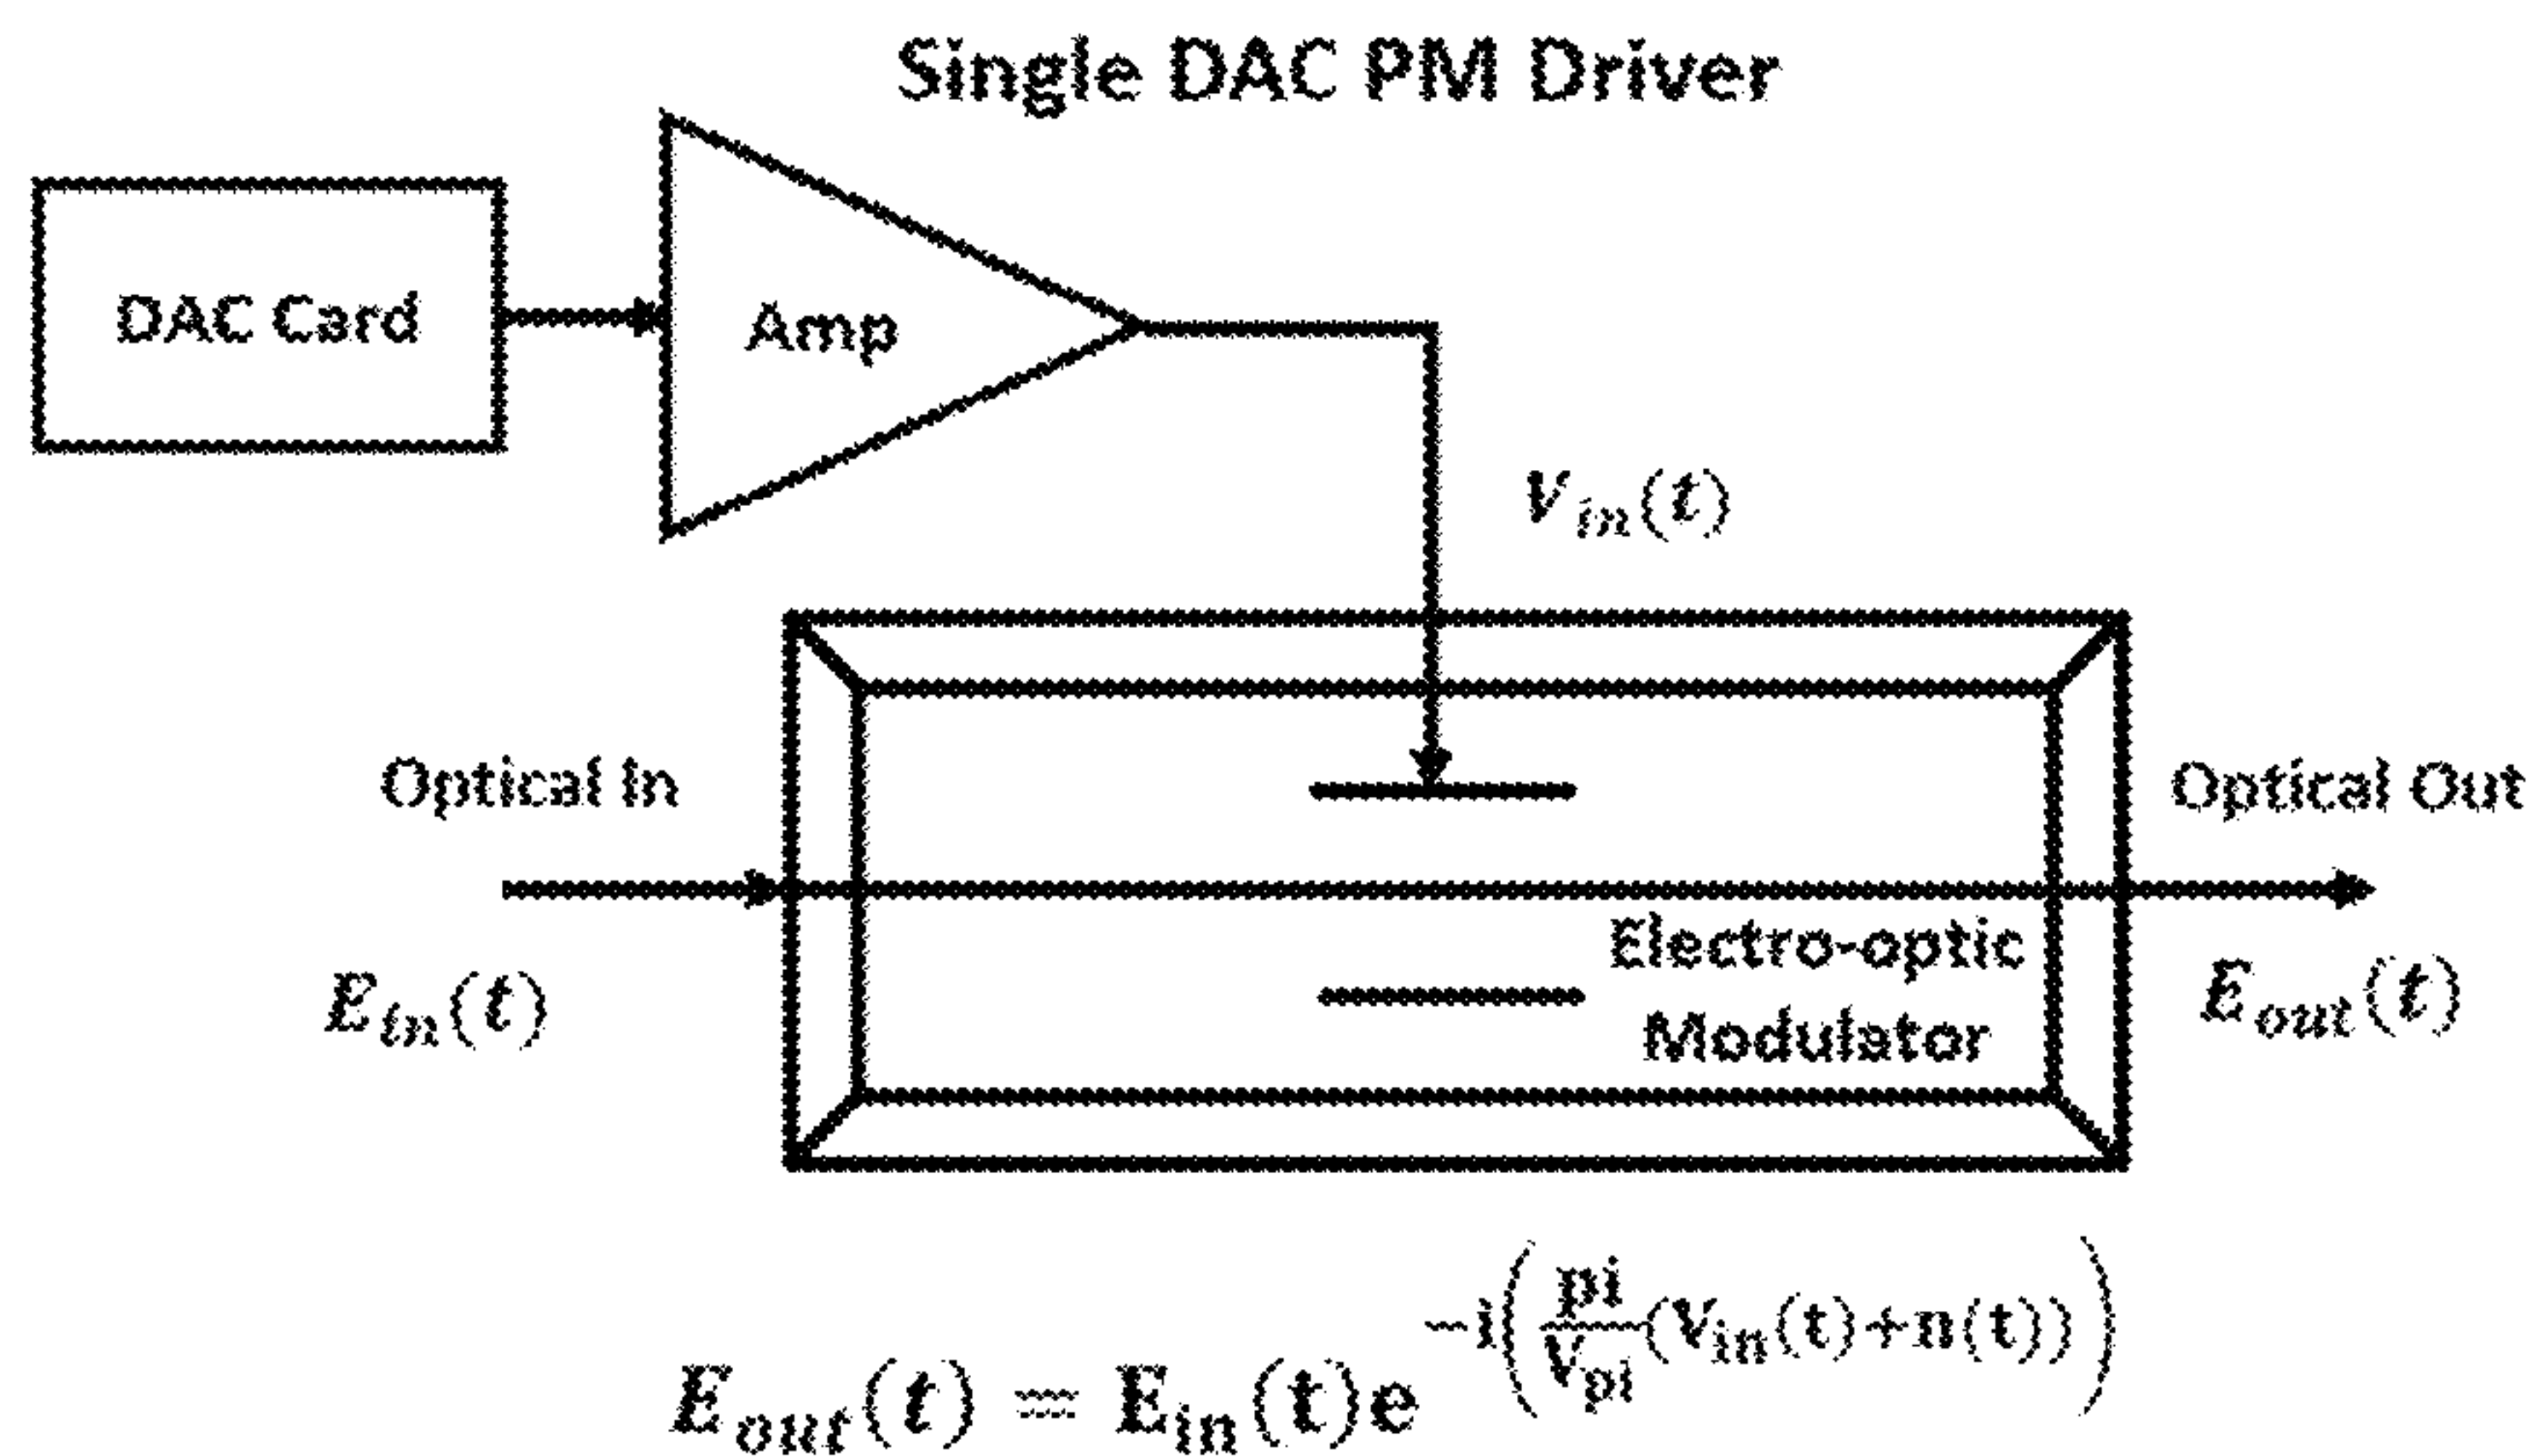 Single DAC PM Driver
DAC Card
Amp
V_in(t)
Optical In
Optical Out
E_in(t)
Electro-optic
Modulator
E_out(t)
E_out(t) = E_in(t)e^{-i(\frac{pi}{V_pi}(V_in(t)+n(t)))}